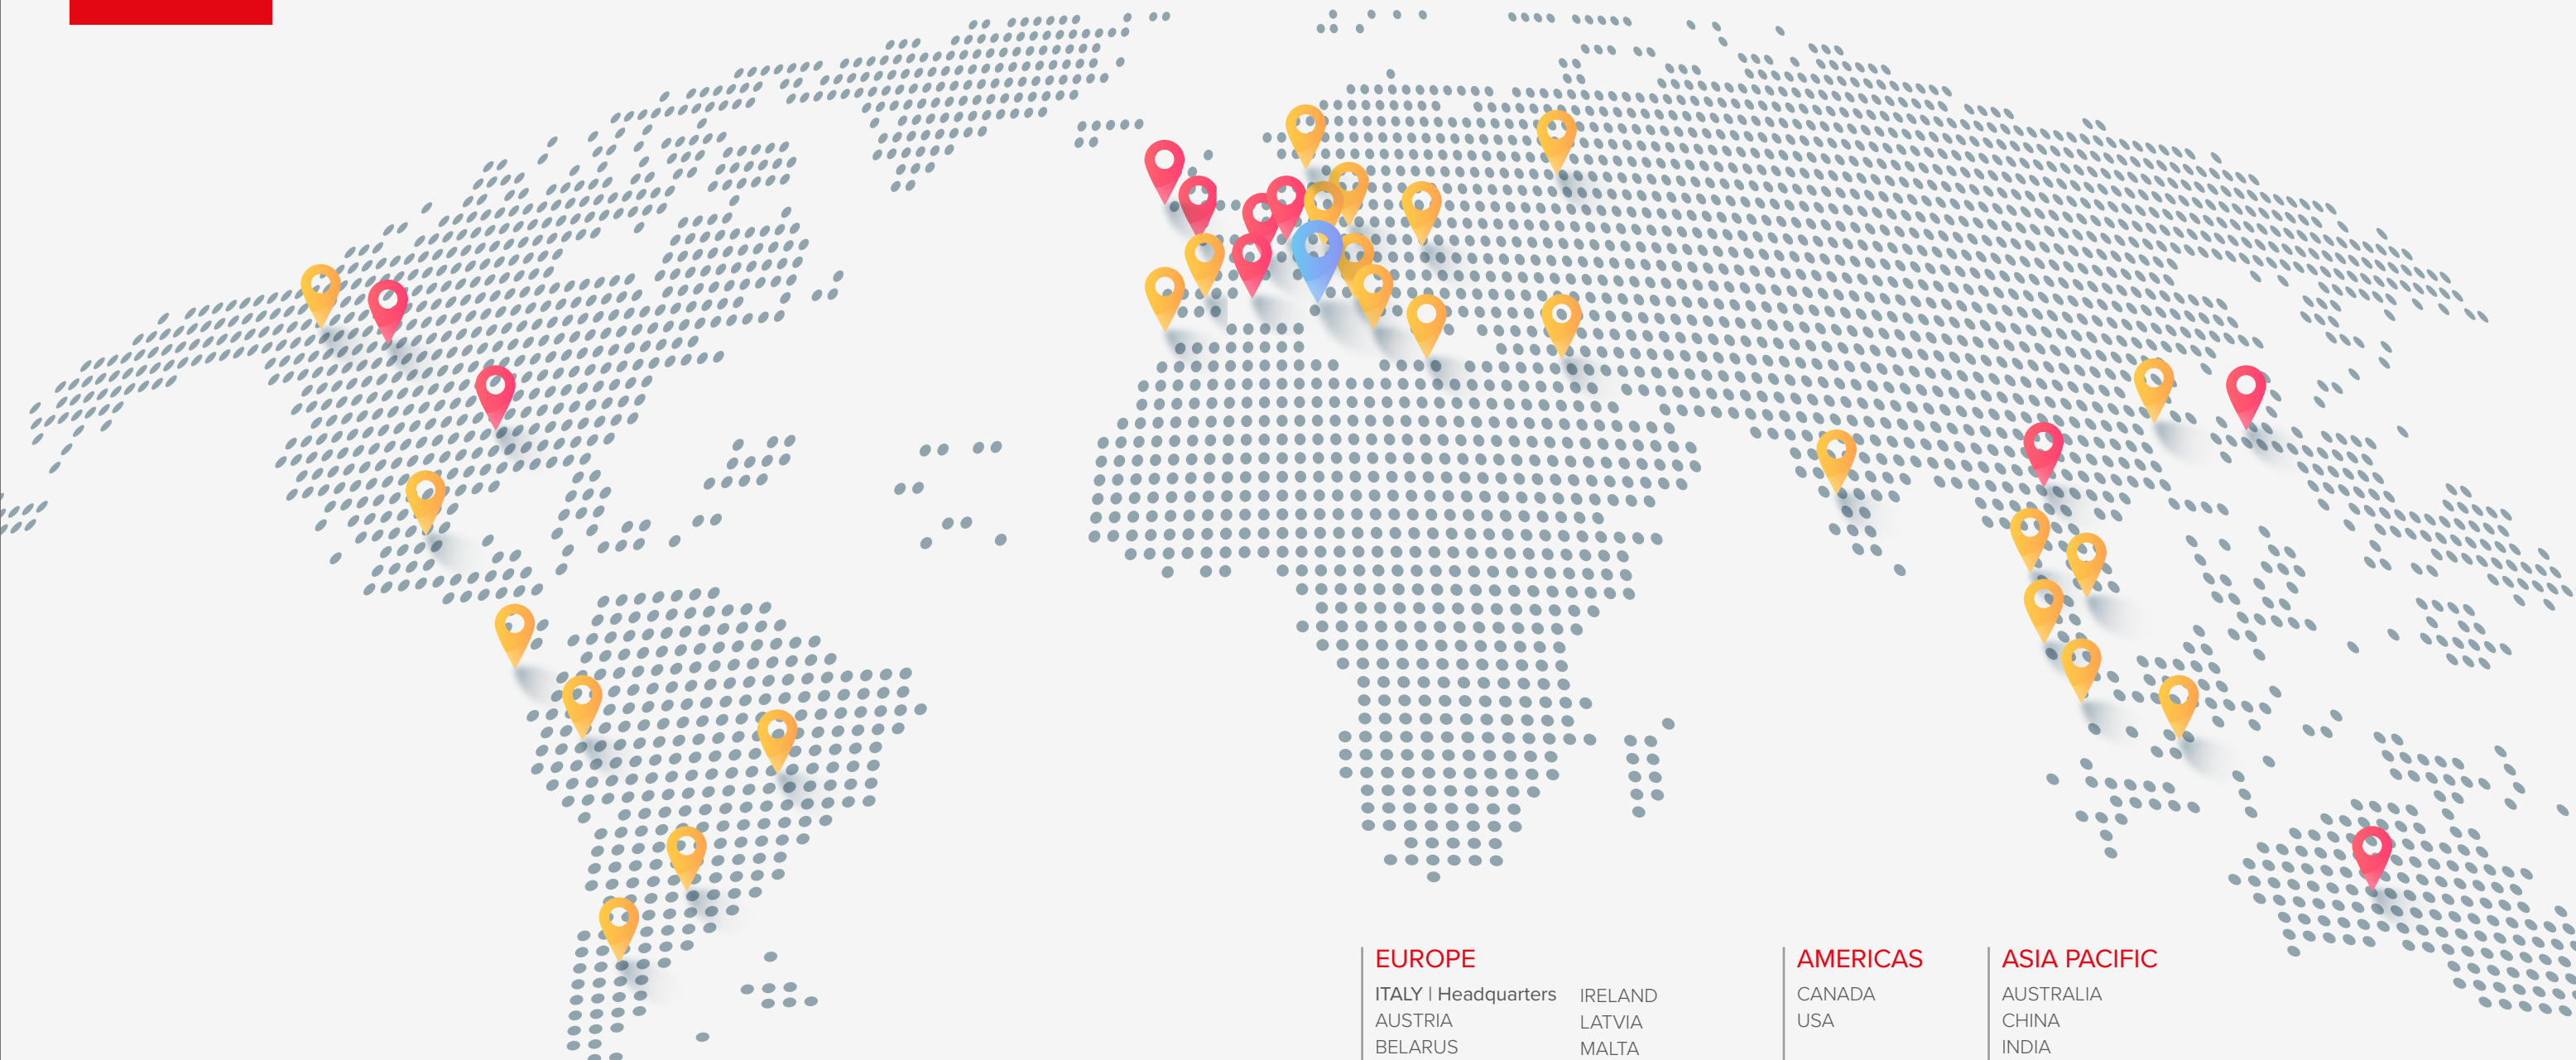 EUROPE
ITALY | Headquarters
AUSTRIA
BELARUS
IRELAND
LATVIA
MALTA
AMERICAS
CANADA
USA
ASIA PACIFIC
AUSTRALIA
CHINA
INDIA